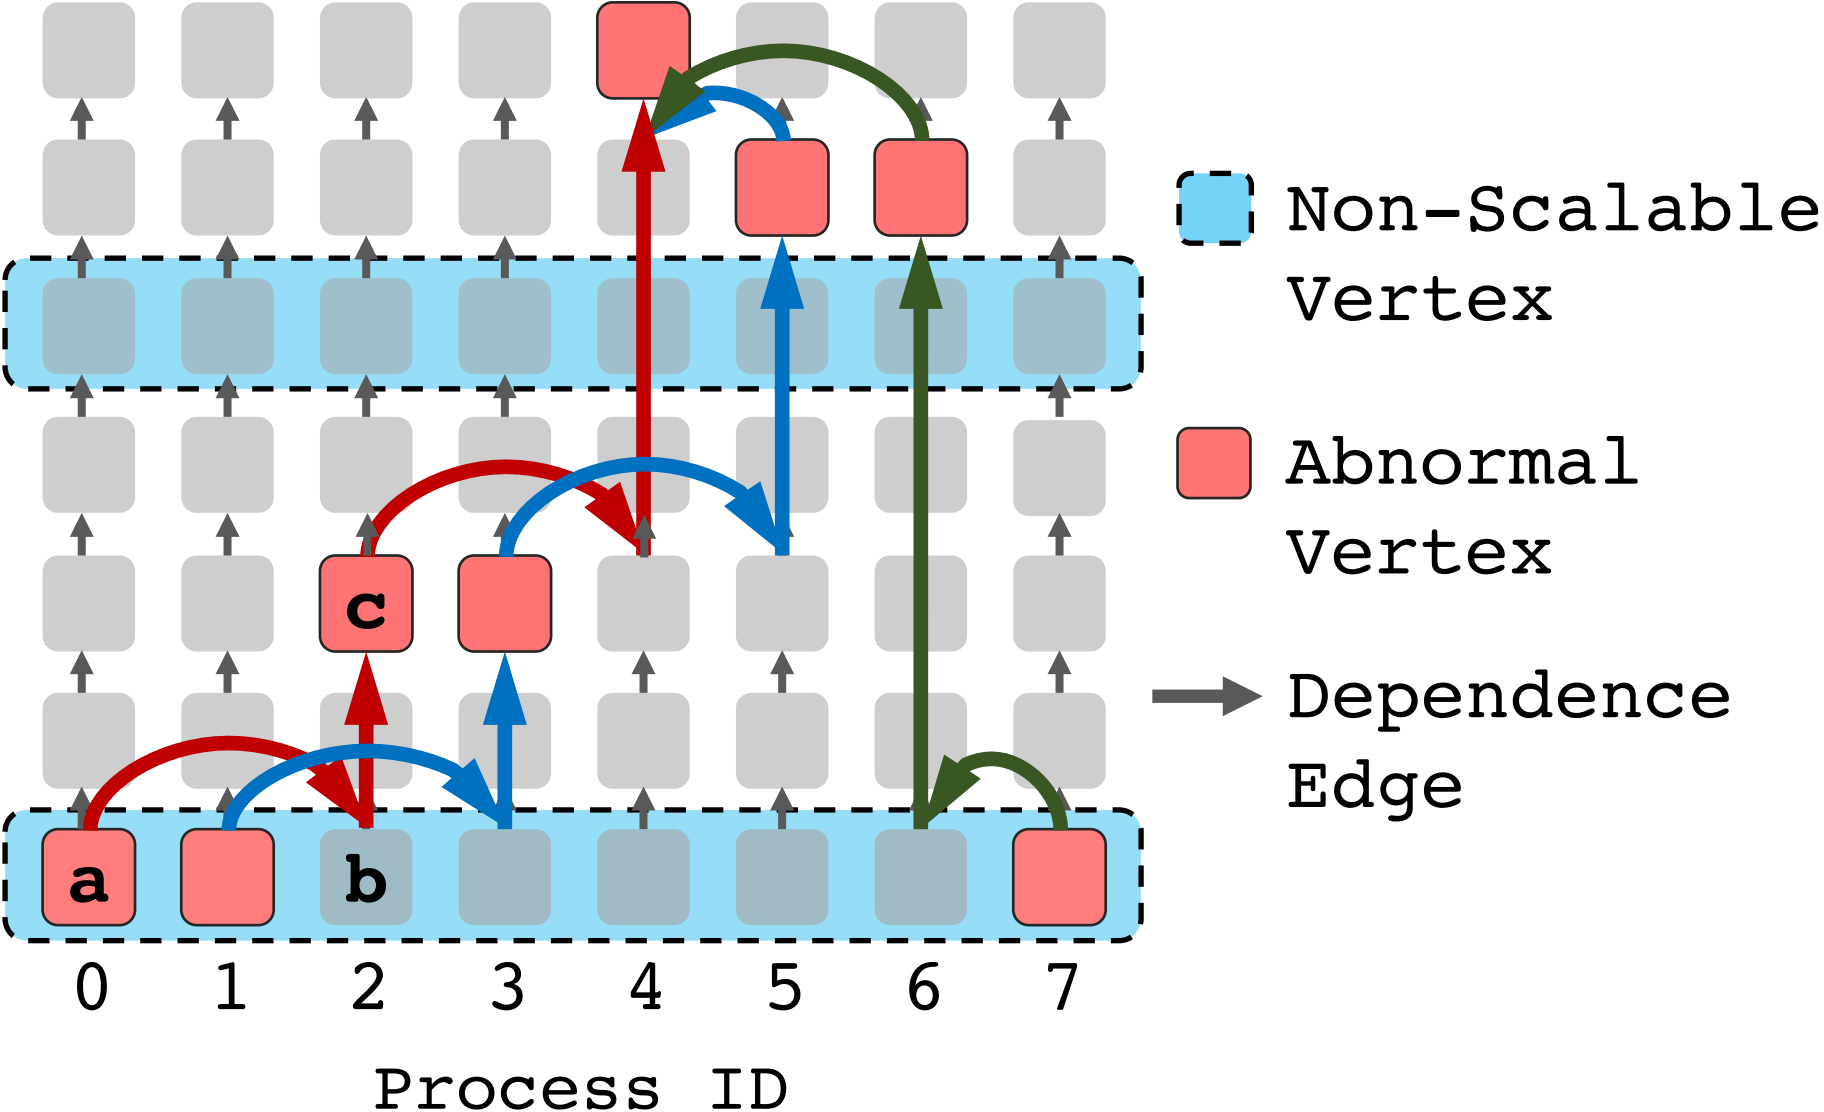 Non-Scalable
Vertex
Abnormal
Vertex
Dependence
Edge
c
a b
0 1 2 3 4 5 6 7
Process ID